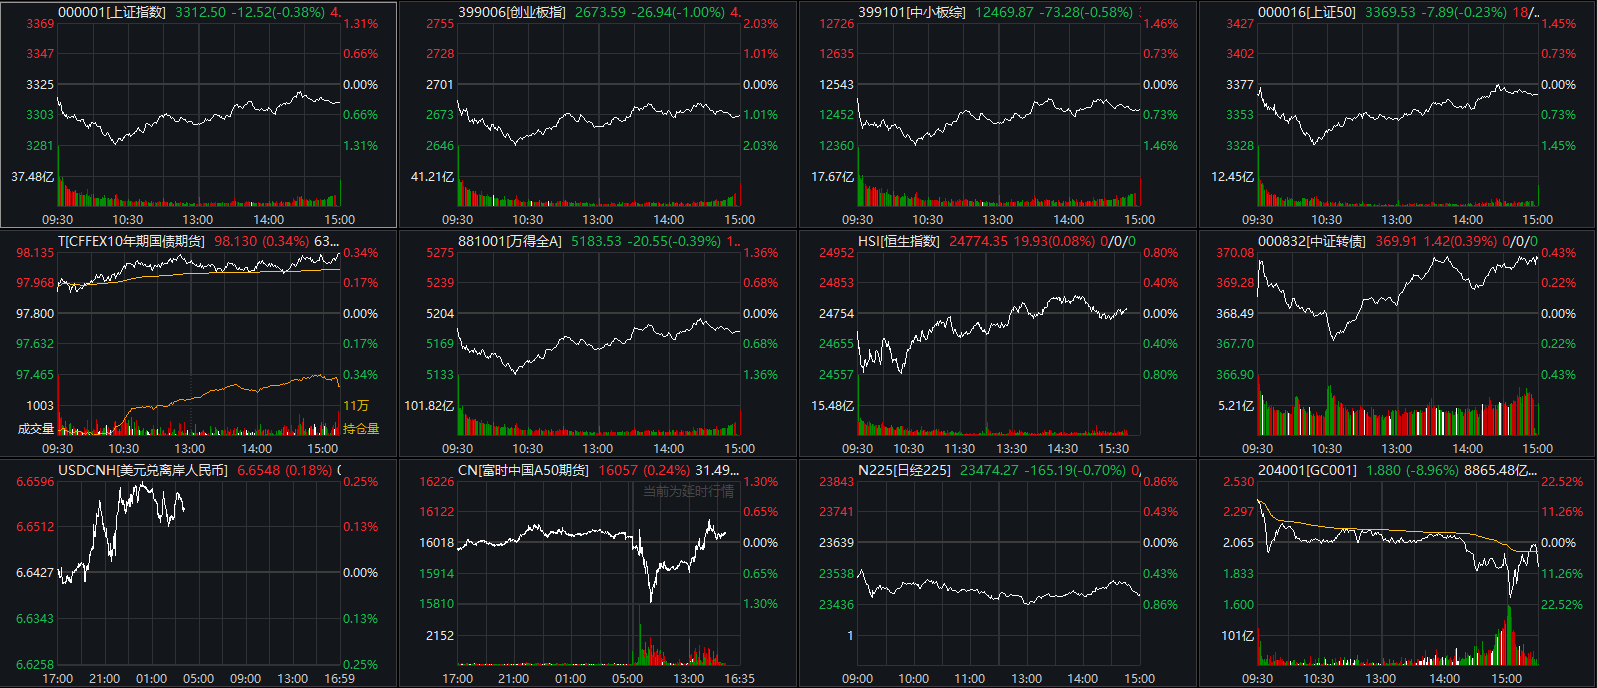 000001[上证指数] 3312.50 -12.52(-0.38%) 4.
3369 1.31%
3347 0.66%
3325 0.00%
3303 0.66%
3281 1.31%
37.48亿
09:30 10:30 13:00 14:00 15:00
399006[创业板指] 2673.59 -26.94(-1.00%) 4.
2755 2.03%
2728 1.01%
2701 0.00%
2673 1.01%
2646 2.03%
41.21亿
09:30 10:30 13:00 14:00 15:00
399101[中小板综] 12469.87 -73.28(-0.58%)
12726 1.46%
12635 0.73%
12543 0.00%
12452 0.73%
12360 1.46%
17.67亿
09:30 10:30 13:00 14:00 15:00
000016[上证50] 3369.53 -7.89(-0.23%) 18/..
3427 1.45%
3402 0.73%
3377 0.00%
3353 0.73%
3328 1.45%
12.45亿
09:30 10:30 13:00 14:00 15:00
T[CFFEX10年期国债期货] 98.130 (0.34%) 63...
98.135 0.34%
97.968 0.17%
97.800 0.00%
97.632 0.17%
97.465 0.34%
1003 11万
成交量 持仓量
09:30 10:30 13:00 14:00 15:00
881001[万得全A] 5183.53 -20.55(-0.39%) 1..
5275 1.36%
5239 0.68%
5204 0.00%
5169 0.68%
5133 1.36%
101.82亿
09:30 10:30 13:00 14:00 15:00
HSI[恒生指数] 24774.35 19.93(0.08%) 0/0/0
24952 0.80%
24853 0.40%
24754 0.00%
24655 0.40%
24557 0.80%
15.48亿
09:30 10:30 11:30 13:30 14:30 15:30
000832[中证转债] 369.91 1.42(0.39%) 0/0/0
370.08 0.43%
369.28 0.22%
368.49 0.00%
367.70 0.22%
366.90 0.43%
5.21亿
09:30 10:30 13:00 14:00 15:00
USDCNH[美元兑离岸人民币] 6.6548 (0.18%)
6.6596 0.25%
6.6512 0.13%
6.6427 0.00%
6.6343 0.13%
6.6258 0.25%
17:00 21:00 01:00 05:00 09:00 13:00 16:59
CN[富时中国A50期货] 16057 (0.24%) 31.49...
当前为延时行情
16226 1.30%
16122 0.65%
16018 0.00%
15914 0.65%
15810 1.30%
2152
17:00 21:00 01:00 05:00 13:00 16:35
N225[日经225] 23474.27 -165.19(-0.70%) 0
23843 0.86%
23741 0.43%
23639 0.00%
23538 0.43%
23436 0.86%
1
09:00 10:00 11:00 13:00 14:00 15:00
204001[GC001] 1.880 (-8.96%) 8865.48亿...
2.530 22.52%
2.297 11.26%
2.065 0.00%
1.833 11.26%
1.600 22.52%
101亿
09:30 10:30 13:00 14:00 15:00